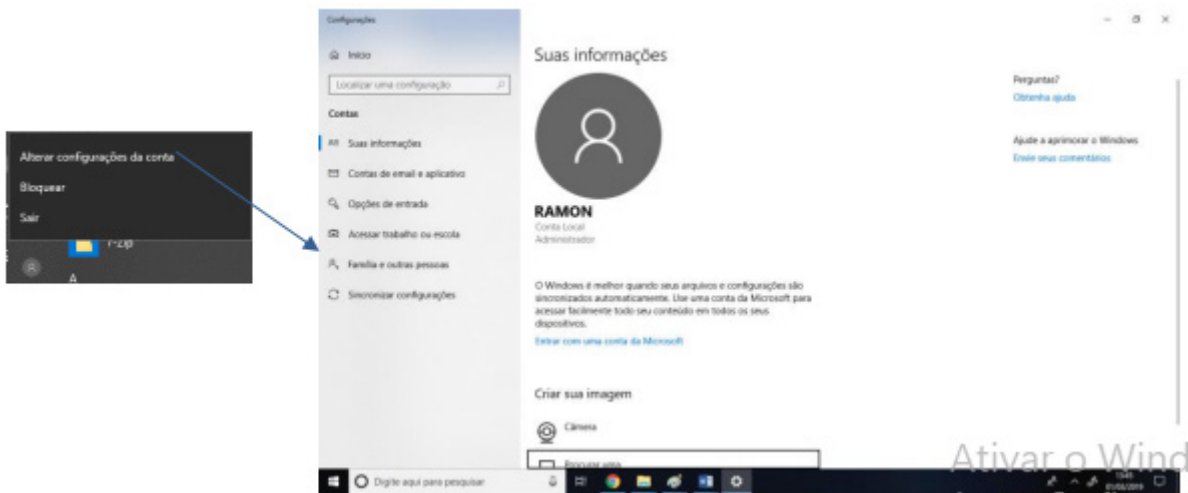 Alterar configurações da conta
Bloquear
Sair
7-Zip
A
Configurações
Início
Localizar uma configuração
Contas
Suas informações
Contas de email e aplicativo
Opções de entrada
Acessar trabalho ou escola
Família e outras pessoas
Sincronizar configurações
Suas informações
RAMON
Conta Local
Administrador
O Windows é melhor quando seus arquivos e configurações são
sincronizados automaticamente. Use uma conta da Microsoft para
acessar facilmente todo seu conteúdo em todos os seus
dispositivos.
Entrar com uma conta da Microsoft
Criar sua imagem
Câmera
Procurar uma
Perguntas?
Obtenha ajuda
Ajude a aprimorar o Windows
Envie seus comentários
Ativar o Wind
Digite aqui para pesquisar